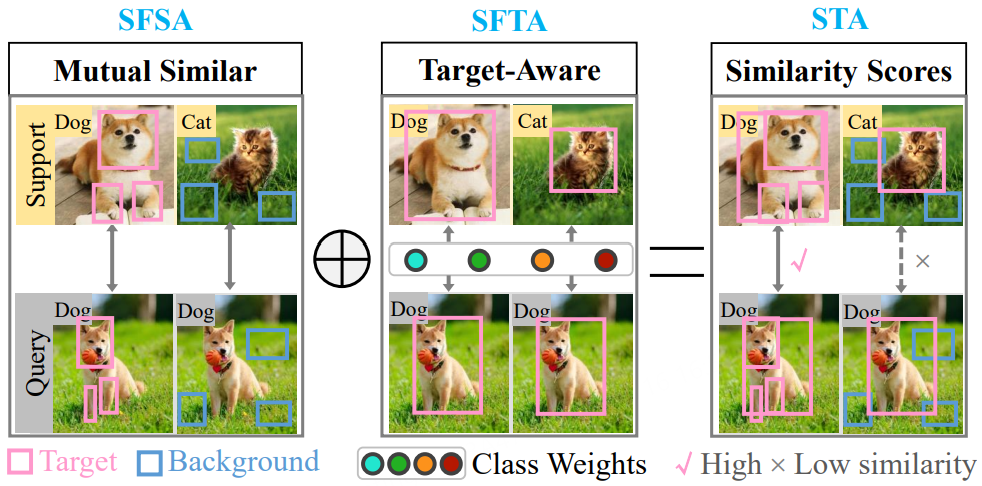 SFSA
SFTA
STA
Mutual Similar
Target-Aware
Similarity Scores
Support
Dog
Cat
Dog
Cat
Dog
Cat
√
×
Query
Dog
Dog
Dog
Dog
Dog
Dog
Target
Background
Class Weights
√ High × Low similarity